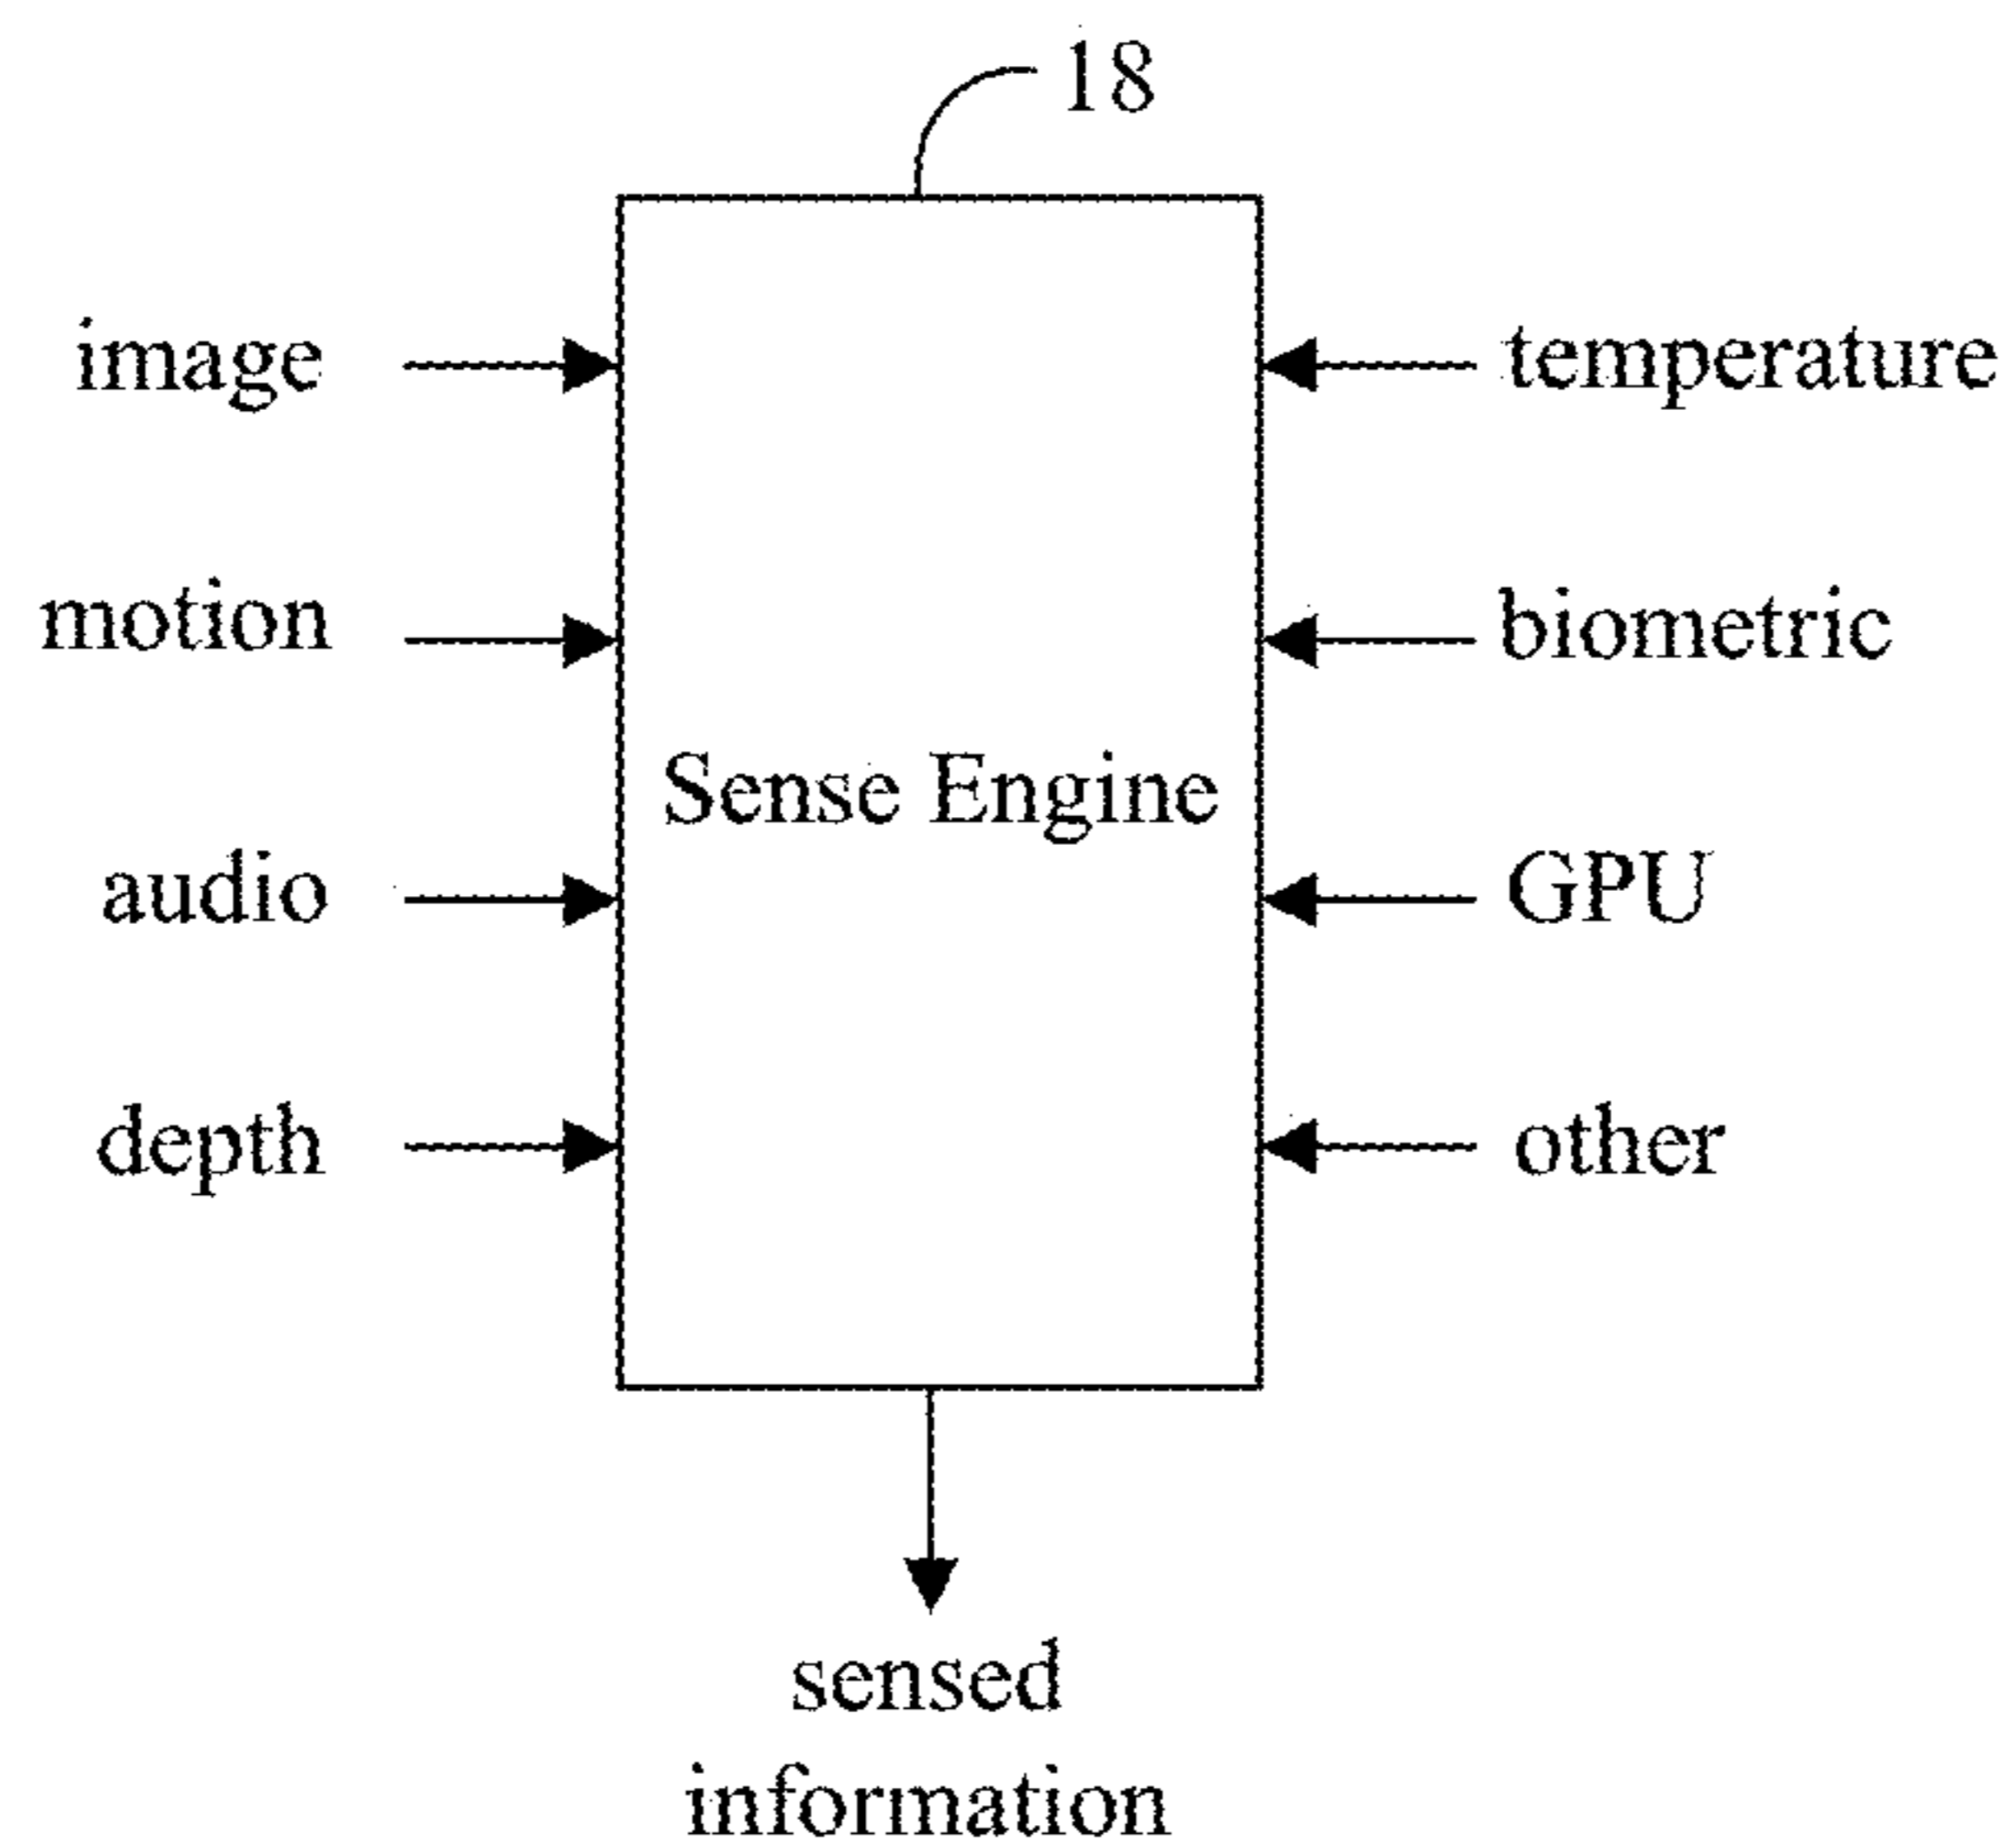 18
image
temperature
motion
biometric
Sense Engine
audio
GPU
depth
other
sensed
information